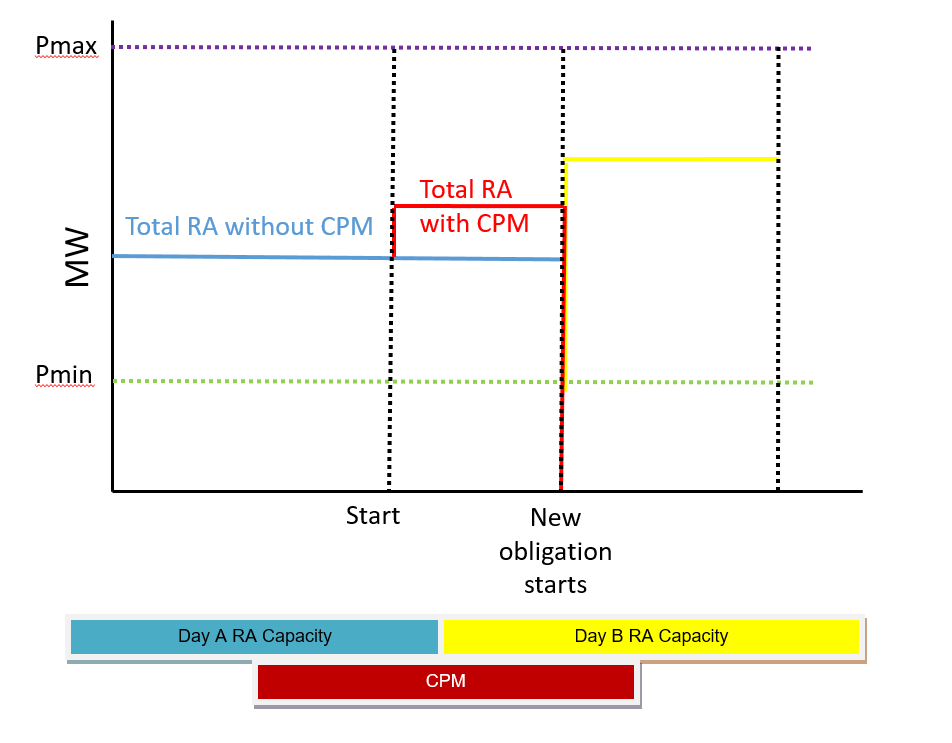 Pmax
Total RA
Total RA without CPM
with CPM
MW
Pmin
Start
New
obligation
starts
Day A RA Capacity
Day B RA Capacity
CPM